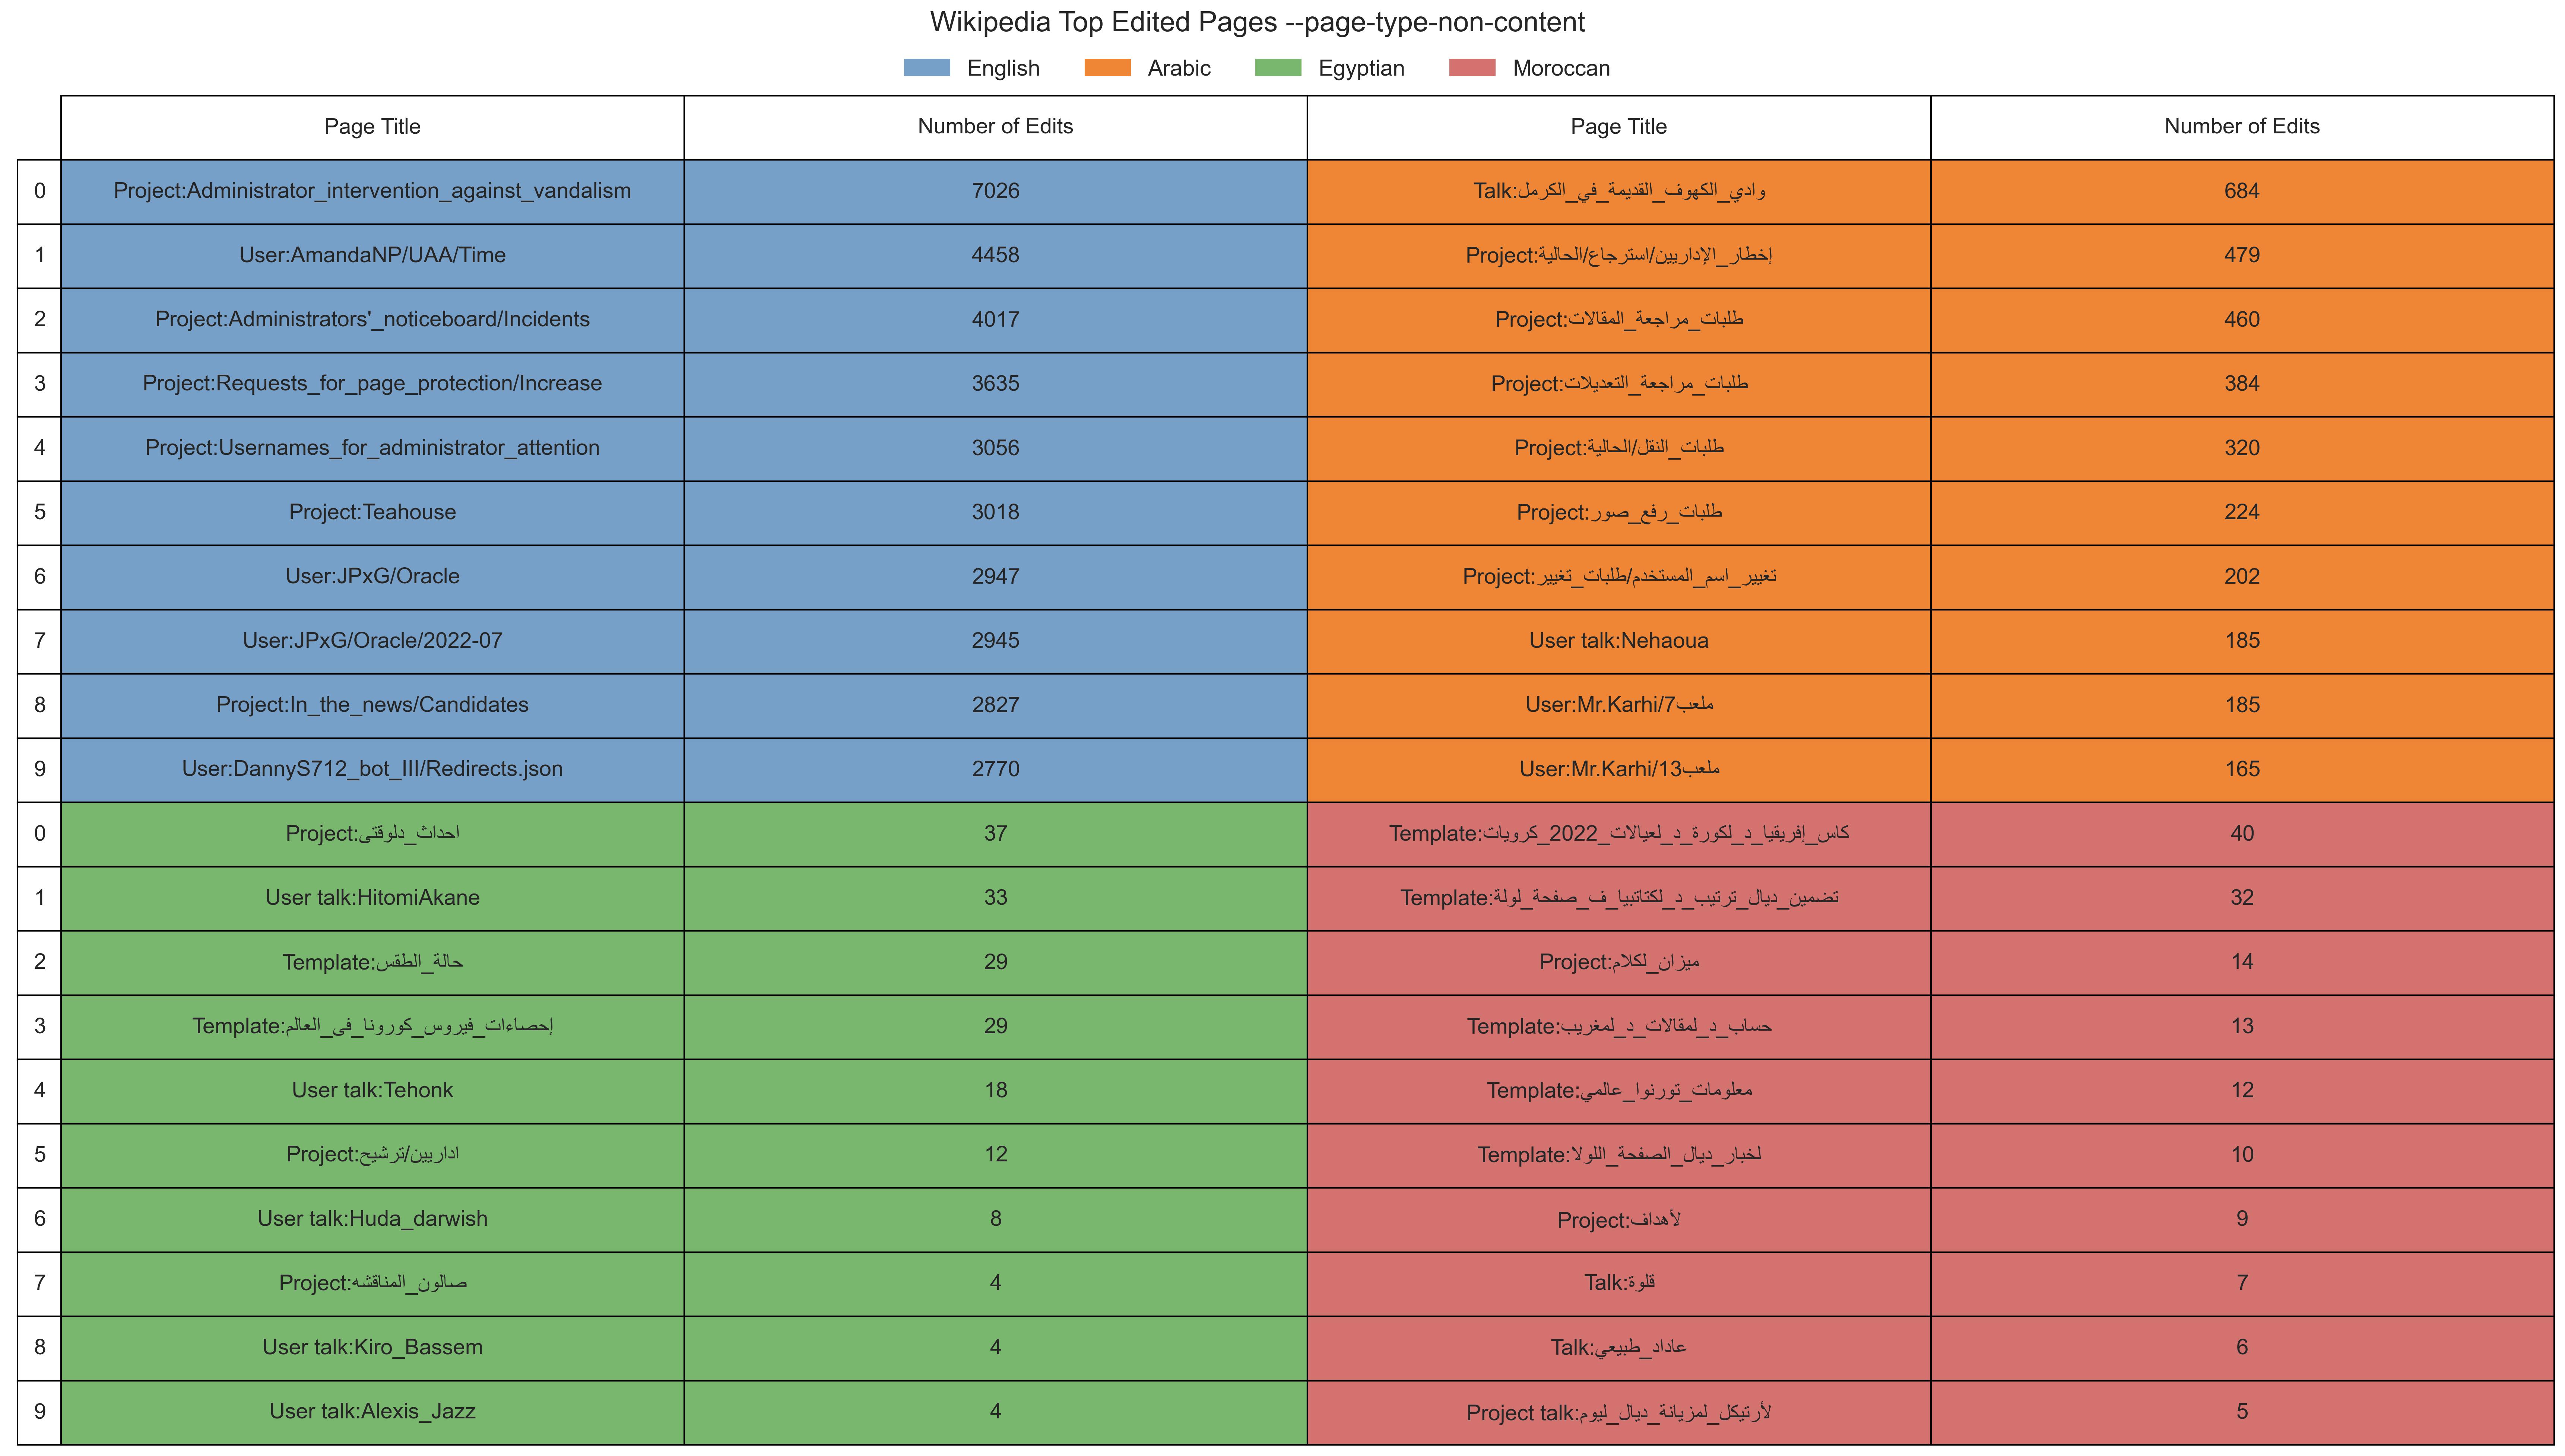 Wikipedia Top Edited Pages --page-type-non-content
English Arabic Egyptian Moroccan
Page Title Number of Edits Page Title Number of Edits
0 Project:Administrator_intervention_against_vandalism 7026 Talk:وادي_الكهوف_القديمة_في_الكرمل 684
1 User:AmandaNP/UAA/Time 4458 Project:إخطار_الإداريين/استرجاع/الحالية 479
2 Project:Administrators'_noticeboard/Incidents 4017 Project:طلبات_مراجعة_المقالات 460
3 Project:Requests_for_page_protection/Increase 3635 Project:طلبات_مراجعة_التعديلات 384
4 Project:Usernames_for_administrator_attention 3056 Project:طلبات_النقل/الحالية 320
5 Project:Teahouse 3018 Project:طلبات_رفع_صور 224
6 User:JPxG/Oracle 2947 Project:تغيير_اسم_المستخدم/طلبات_تغيير 202
7 User:JPxG/Oracle/2022-07 2945 User talk:Nehaoua 185
8 Project:In_the_news/Candidates 2827 User:Mr.Karhi/ملعب7 185
9 User:DannyS712_bot_III/Redirects.json 2770 User:Mr.Karhi/ملعب13 165
0 Project:احداث_دلوقتى 37 Template:كاس_إفريقيا_د_لكورة_د_لعيالات_2022_كرويات 40
1 User talk:HitomiAkane 33 Template:تضمين_ديال_ترتيب_د_لكتاتبيا_ف_صفحة_لولة 32
2 Template:حالة_الطقس 29 Project:ميزان_لكلام 14
3 Template:إحصاءات_فيروس_كورونا_فى_العالم 29 Template:حساب_د_لمقالات_د_لمغريب 13
4 User talk:Tehonk 18 Template:معلومات_تورنوا_عالمي 12
5 Project:اداريين/ترشيح 12 Template:لخبار_ديال_الصفحة_اللولا 10
6 User talk:Huda_darwish 8 Project:لأهداف 9
7 Project:صالون_المناقشه 4 Talk:قلوة 7
8 User talk:Kiro_Bassem 4 Talk:عاداد_طبيعي 6
9 User talk:Alexis_Jazz 4 Project talk:لأرتيكل_لمزيانة_ديال_ليوم 5